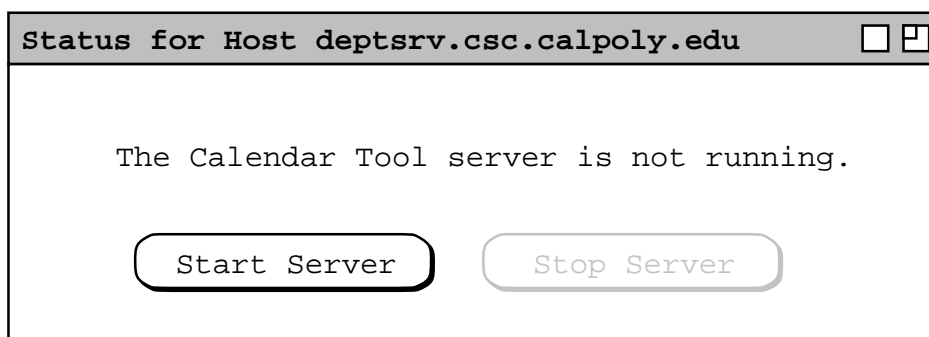 Status for Host deptsrv.csc.calpoly.edu
The Calendar Tool server is not running.
Start Server Stop Server